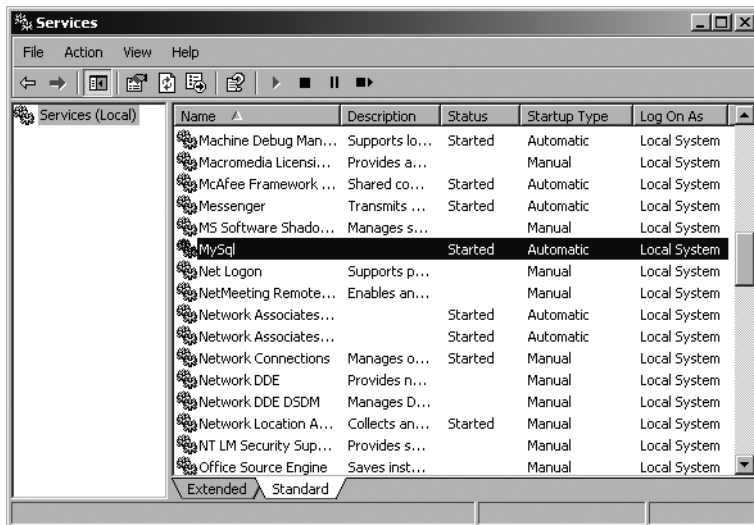 Services
File Action View Help
Services (Local)
Name Description Status Startup Type Log On As
Machine Debug Man... Supports lo... Started Automatic Local System
Macromedia Licensi... Provides a... Manual Local System
McAfee Framework ... Shared co... Started Automatic Local System
Messenger Transmits ... Started Automatic Local System
MS Software Shado... Manages s... Manual Local System
MySql Started Automatic Local System
Net Logon Supports p... Manual Local System
NetMeeting Remote... Enables an... Manual Local System
Network Associates... Started Automatic Local System
Network Associates... Started Automatic Local System
Network Connections Manages o... Started Manual Local System
Network DDE Provides n... Manual Local System
Network DDE DSDM Manages D... Manual Local System
Network Location A... Collects an... Started Manual Local System
NT LM Security Sup... Provides s... Manual Local System
Office Source Engine Saves inst... Manual Local System
Extended Standard